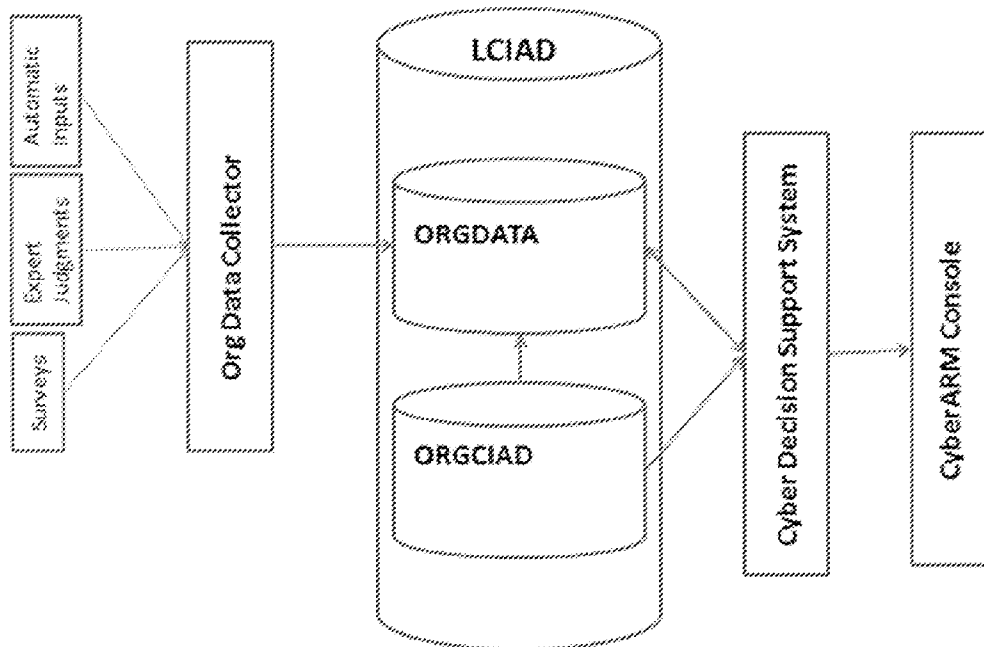 Automatic
Inputs
Expert
Judgments
Surveys
Org Data Collector
LCIAD
ORGDATA
ORGCIAD
Cyber Decision Support System
CyberARM Console